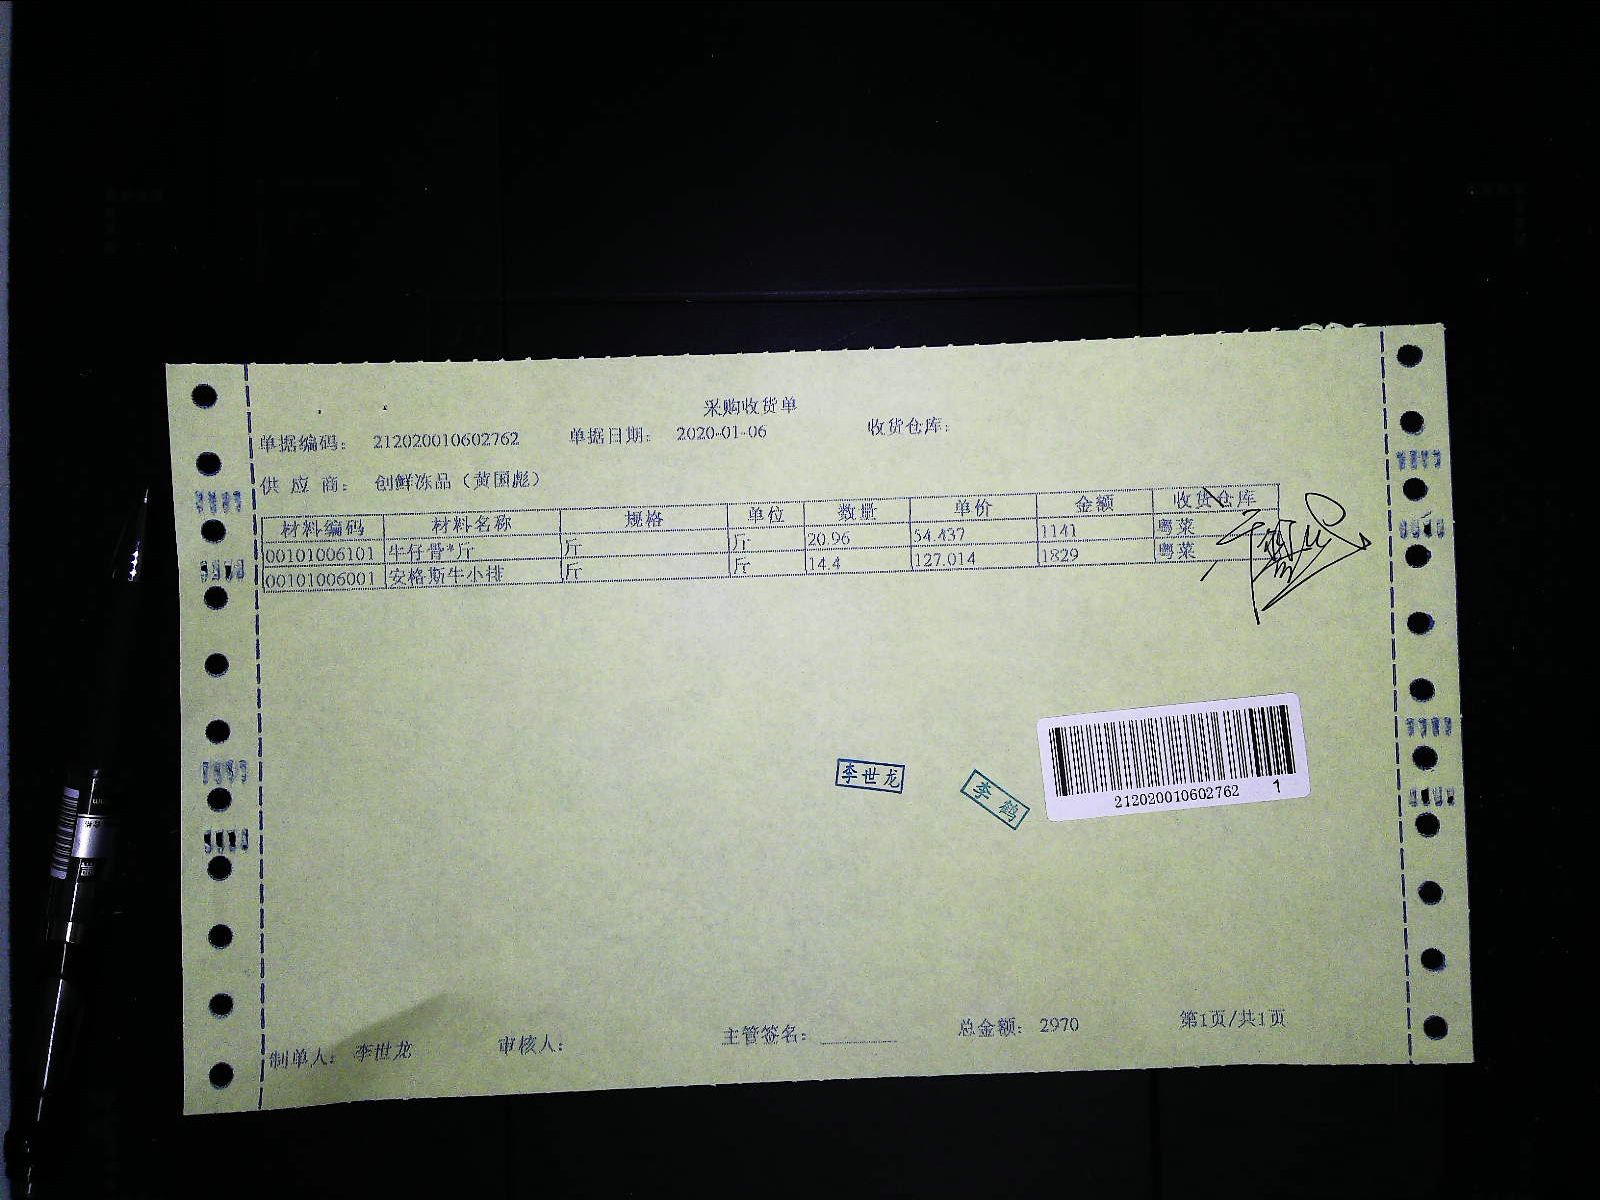 采购收货单
单据编码： 212020010602762 单据日期： 2020-01-06 收货仓库：
供 应 商： 创鲜冻品（黄国彪）
材料编码 材料名称 规格 单位 数量 单价 金额 收货仓库
00101006101 牛仔骨*斤 斤 斤 20.96 54.437 1141 粤菜
00101006001 安格斯牛小排 斤 斤 14.4 127.014 1829 粤菜
李世龙
李鹤
212020010602762 1
制单人： 李世龙 审核人： 主管签名： 总金额： 2970 第1页/共1页